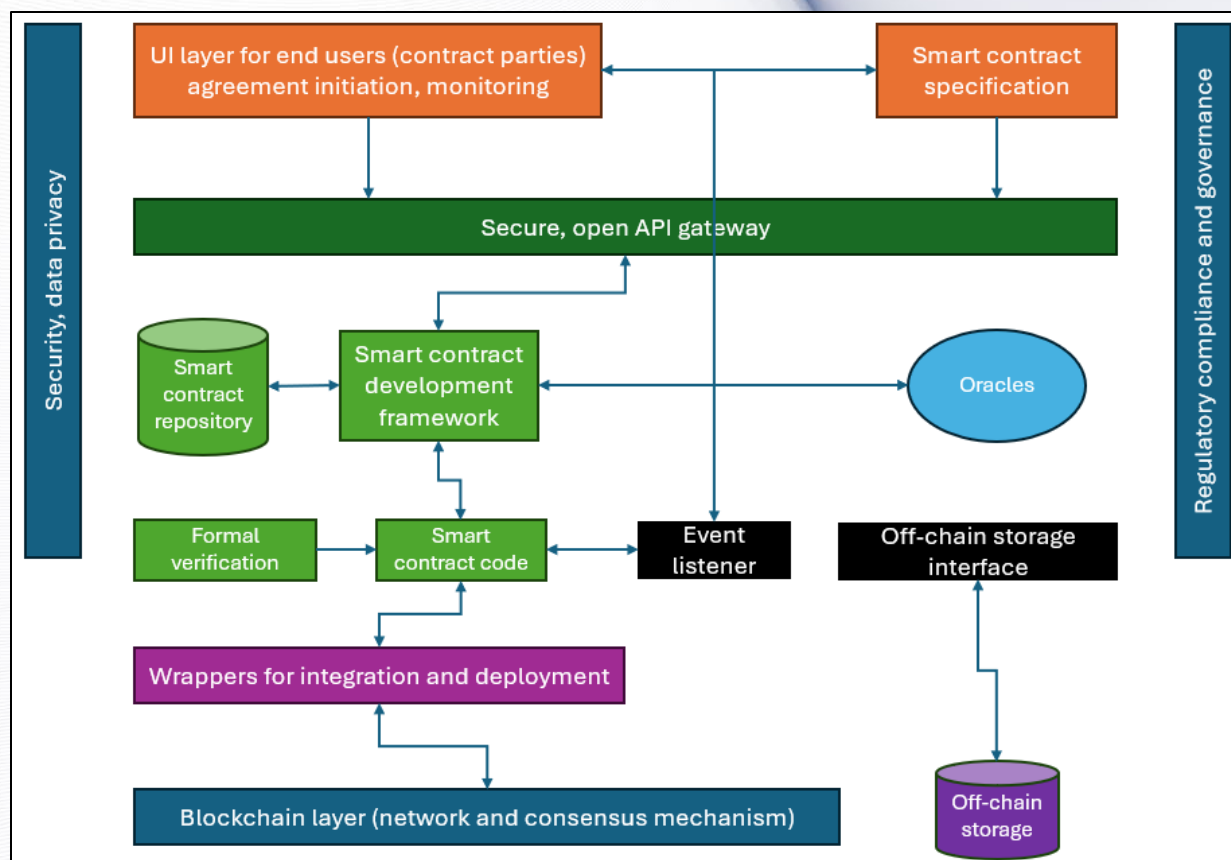 UI layer for end users (contract parties)
agreement initiation, monitoring
Smart contract
specification
Security, data privacy
Regulatory compliance and governance
Secure, open API gateway
Smart
contract
repository
Smart contract
development
framework
Oracles
Formal
verification
Smart
contract code
Event
listener
Off-chain storage
interface
Wrappers for integration and deployment
Blockchain layer (network and consensus mechanism)
Off-chain
storage